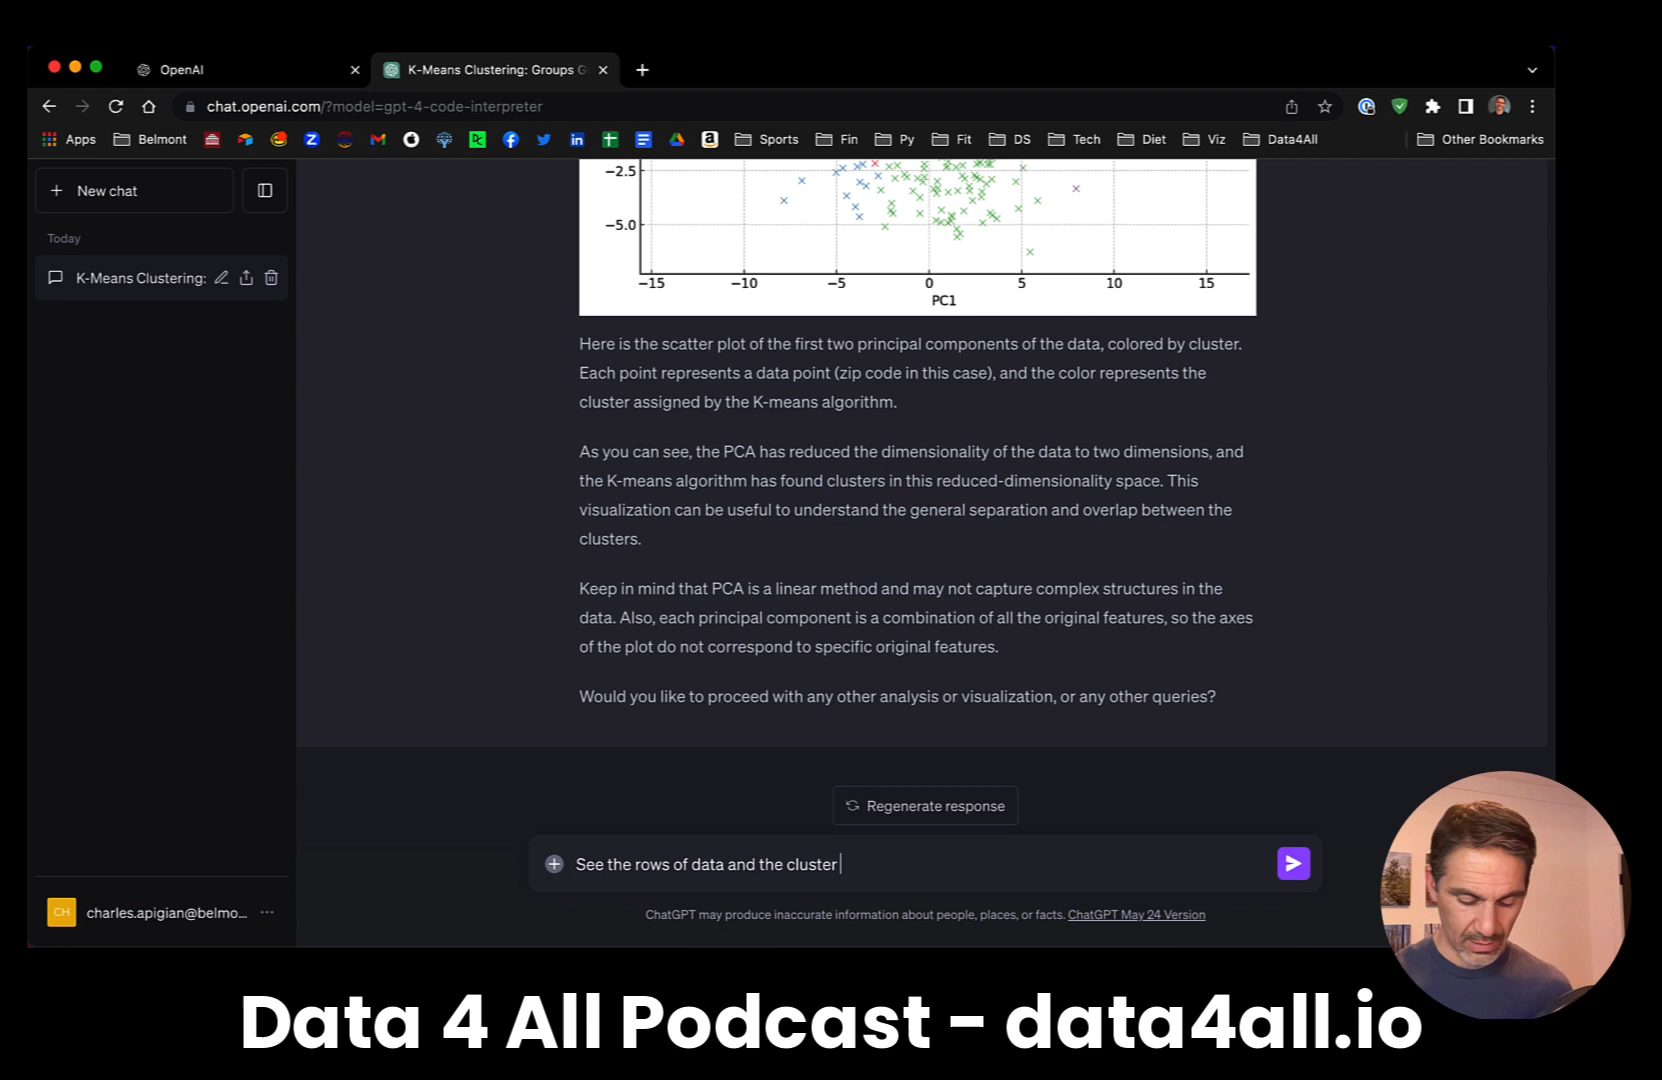 OpenAI
K-Means Clustering: Groups G
chat.openai.com/?model=gpt-4-code-interpreter
Apps
Belmont
Sports
Fin
Py
Fit
DS
Tech
Diet
Viz
Data4All
Other Bookmarks
New chat
Today
K-Means Clustering:
−2.5
−5.0
−15 −10 −5 0 5 10 15
PC1
Here is the scatter plot of the first two principal components of the data, colored by cluster.
Each point represents a data point (zip code in this case), and the color represents the
cluster assigned by the K-means algorithm.
As you can see, the PCA has reduced the dimensionality of the data to two dimensions, and
the K-means algorithm has found clusters in this reduced-dimensionality space. This
visualization can be useful to understand the general separation and overlap between the
clusters.
Keep in mind that PCA is a linear method and may not capture complex structures in the
data. Also, each principal component is a combination of all the original features, so the axes
of the plot do not correspond to specific original features.
Would you like to proceed with any other analysis or visualization, or any other queries?
Regenerate response
See the rows of data and the cluster
ChatGPT may produce inaccurate information about people, places, or facts. ChatGPT May 24 Version
CH
charles.apigian@belmo...
Data 4 All Podcast – data4all.io